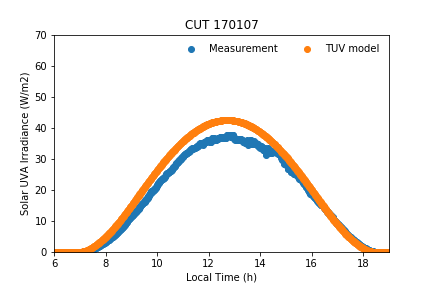 CUT 170107
Measurement TUV model
70
60
50
40
30
20
10
0
Solar UVA Irradiance (W/m2)
6 8 10 12 14 16 18
Local Time (h)